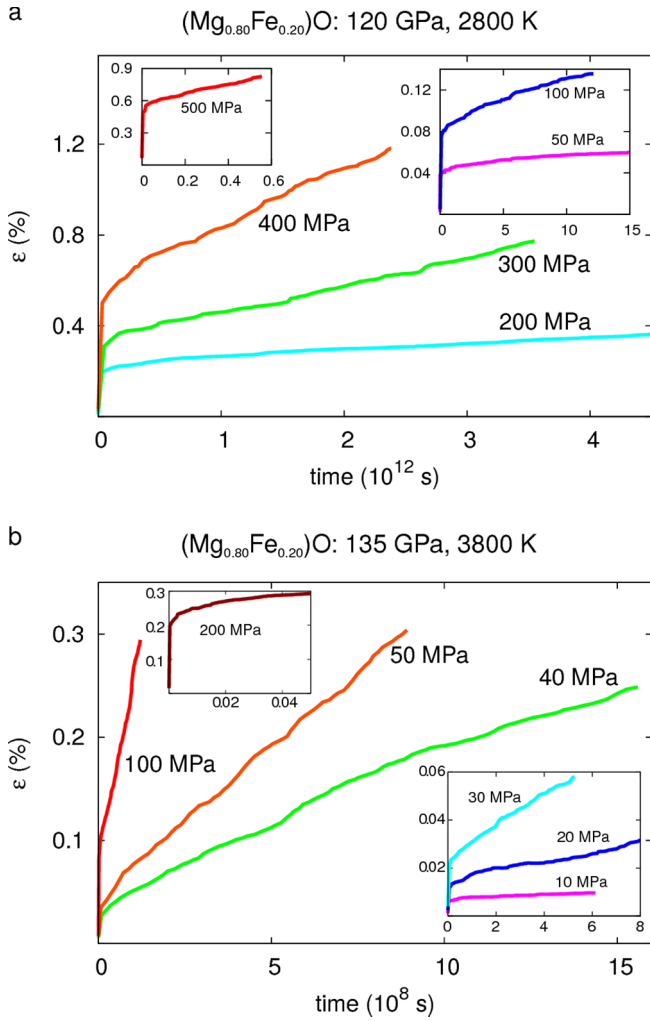 a
(Mg₀.₈₀Fe₀.₂₀)O: 120 GPa, 2800 K
ε (%)
1.2
0.8
0.4
0
1
2
3
4
time (10¹² s)
400 MPa
300 MPa
200 MPa
0.9
0.6
0.3
500 MPa
0
0.2
0.4
0.6
0.12
0.08
0.04
100 MPa
50 MPa
0
5
10
15
b
(Mg₀.₈₀Fe₀.₂₀)O: 135 GPa, 3800 K
ε (%)
0.3
0.2
0.1
0
5
10
15
time (10⁸ s)
100 MPa
50 MPa
40 MPa
0.3
0.2
0.1
200 MPa
0.02
0.04
0.06
0.04
0.02
30 MPa
20 MPa
10 MPa
0
2
4
6
8